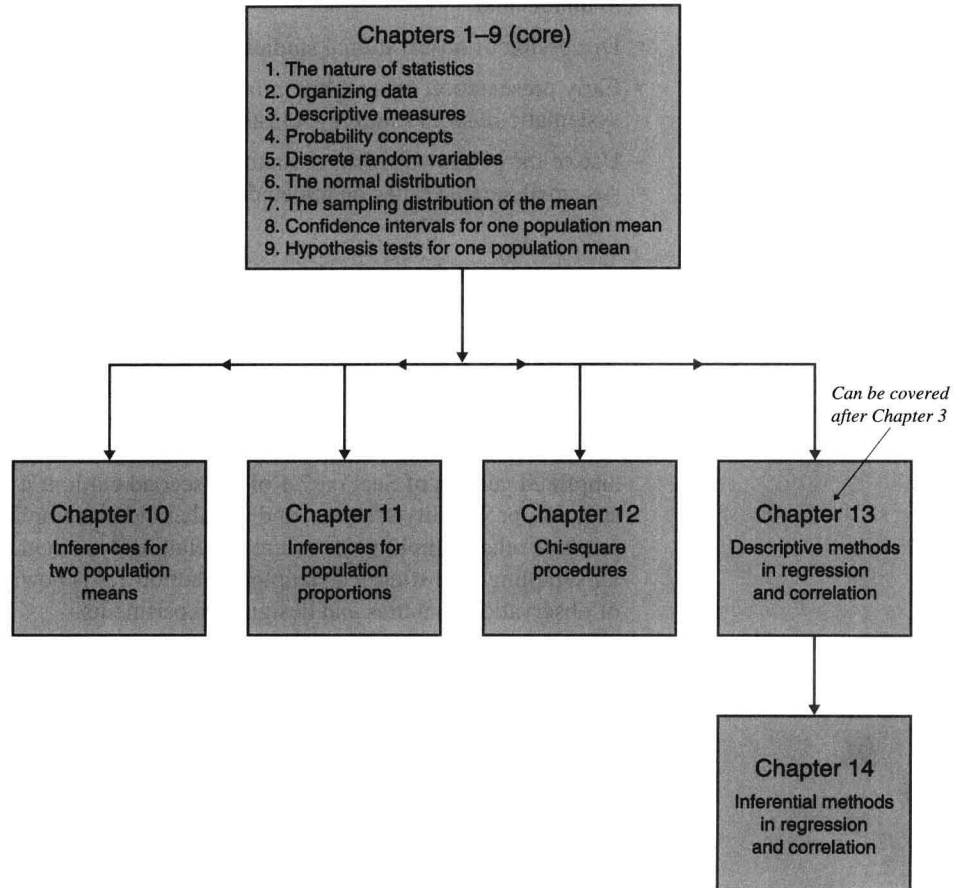 Chapters 1–9 (core)
1. The nature of statistics
2. Organizing data
3. Descriptive measures
4. Probability concepts
5. Discrete random variables
6. The normal distribution
7. The sampling distribution of the mean
8. Confidence intervals for one population mean
9. Hypothesis tests for one population mean
Can be covered
after Chapter 3
Chapter 10
Inferences for
two population
means
Chapter 11
Inferences for
population
proportions
Chapter 12
Chi-square
procedures
Chapter 13
Descriptive methods
in regression
and correlation
Chapter 14
Inferential methods
in regression
and correlation